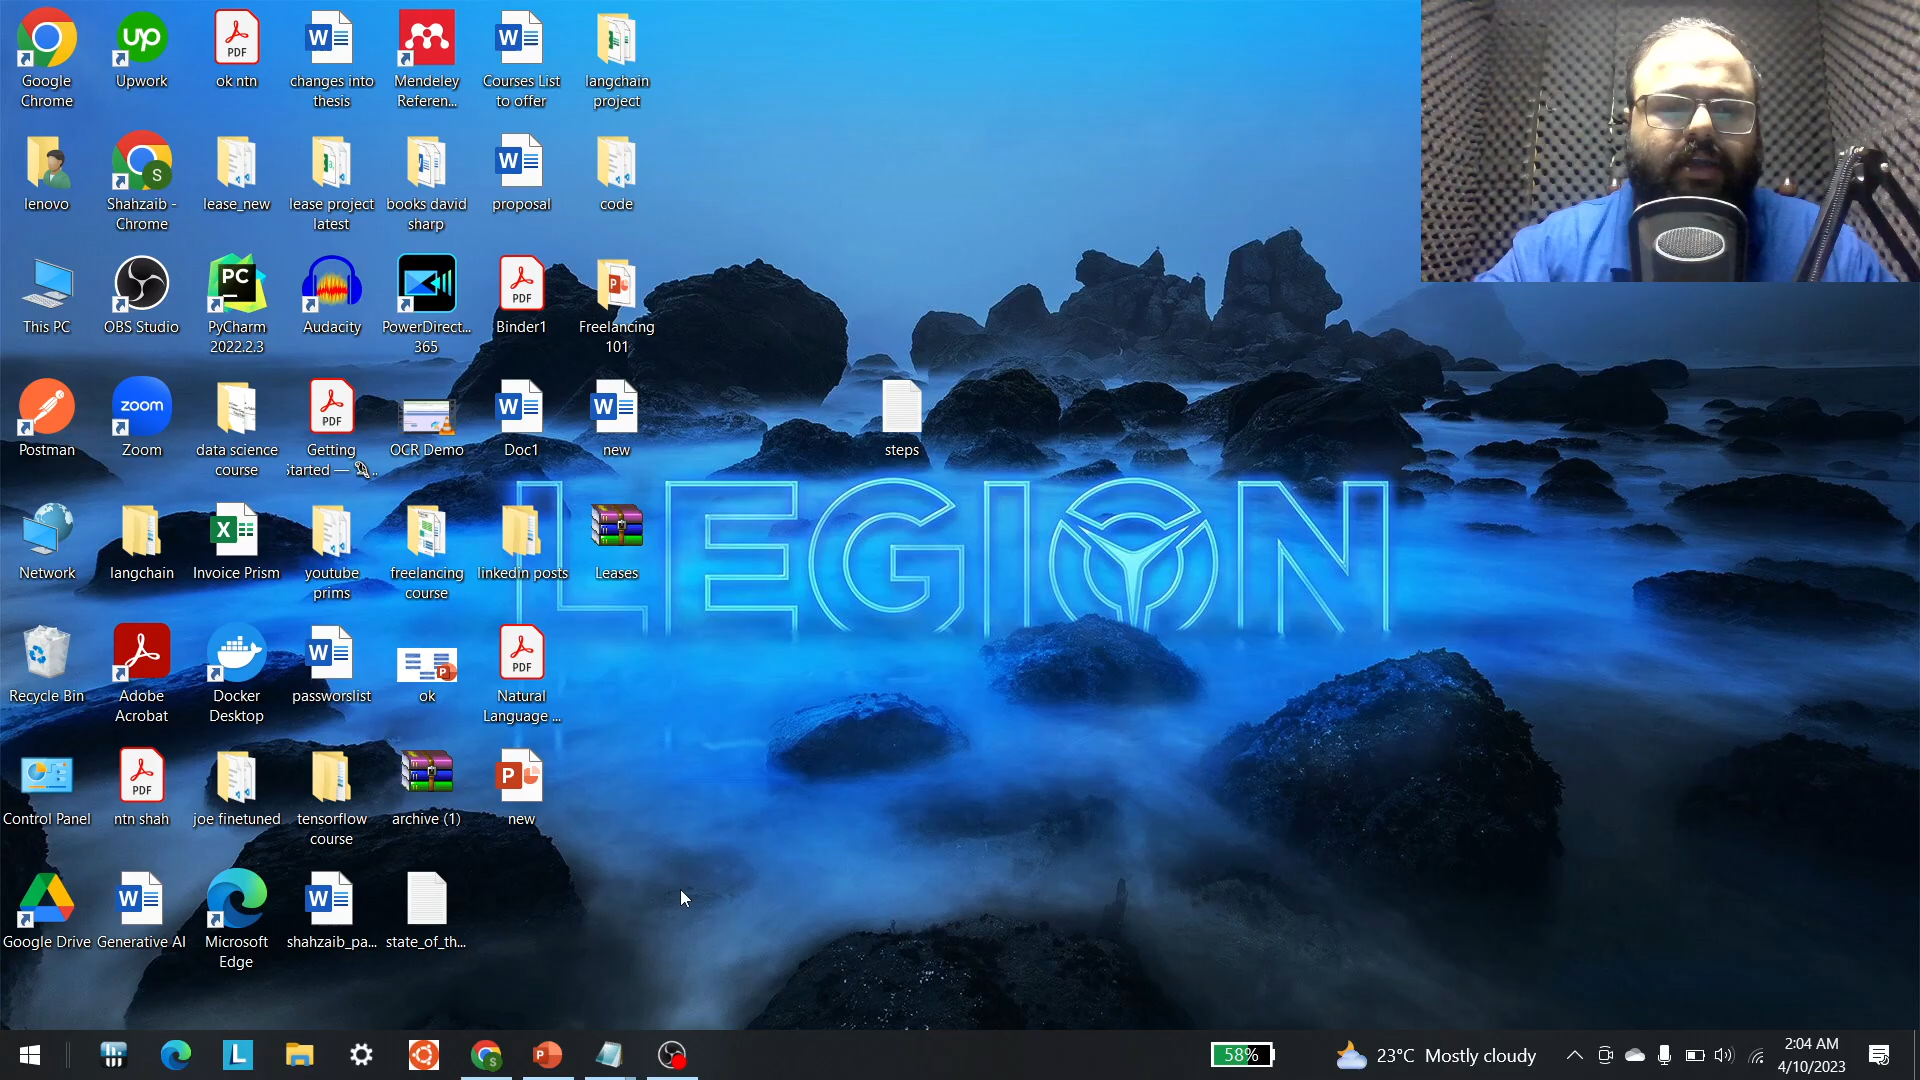 Google
Chrome
Upwork
ok ntn
changes into
thesis
Mendeley
Referen...
Courses List
to offer
langchain
project
lenovo
Shahzaib -
Chrome
lease_new
lease project
latest
books david
sharp
proposal
code
This PC
OBS Studio
PyCharm
2022.2.3
Audacity
PowerDirect...
365
Binder1
Freelancing
101
Postman
Zoom
data science
course
Getting
Started —
OCR Demo
Doc1
new
steps
Network
langchain
Invoice Prism
youtube
prims
freelancing
course
linkedin posts
Leases
LEGION
Recycle Bin
Adobe
Acrobat
Docker
Desktop
passworslist
ok
Natural
Language ...
Control Panel
ntn shah
joe finetuned
tensorflow
course
archive (1)
new
Google Drive
Generative AI
Microsoft
Edge
shahzaib_pa...
state_of_th...
58%
23°C Mostly cloudy
2:04 AM
4/10/2023